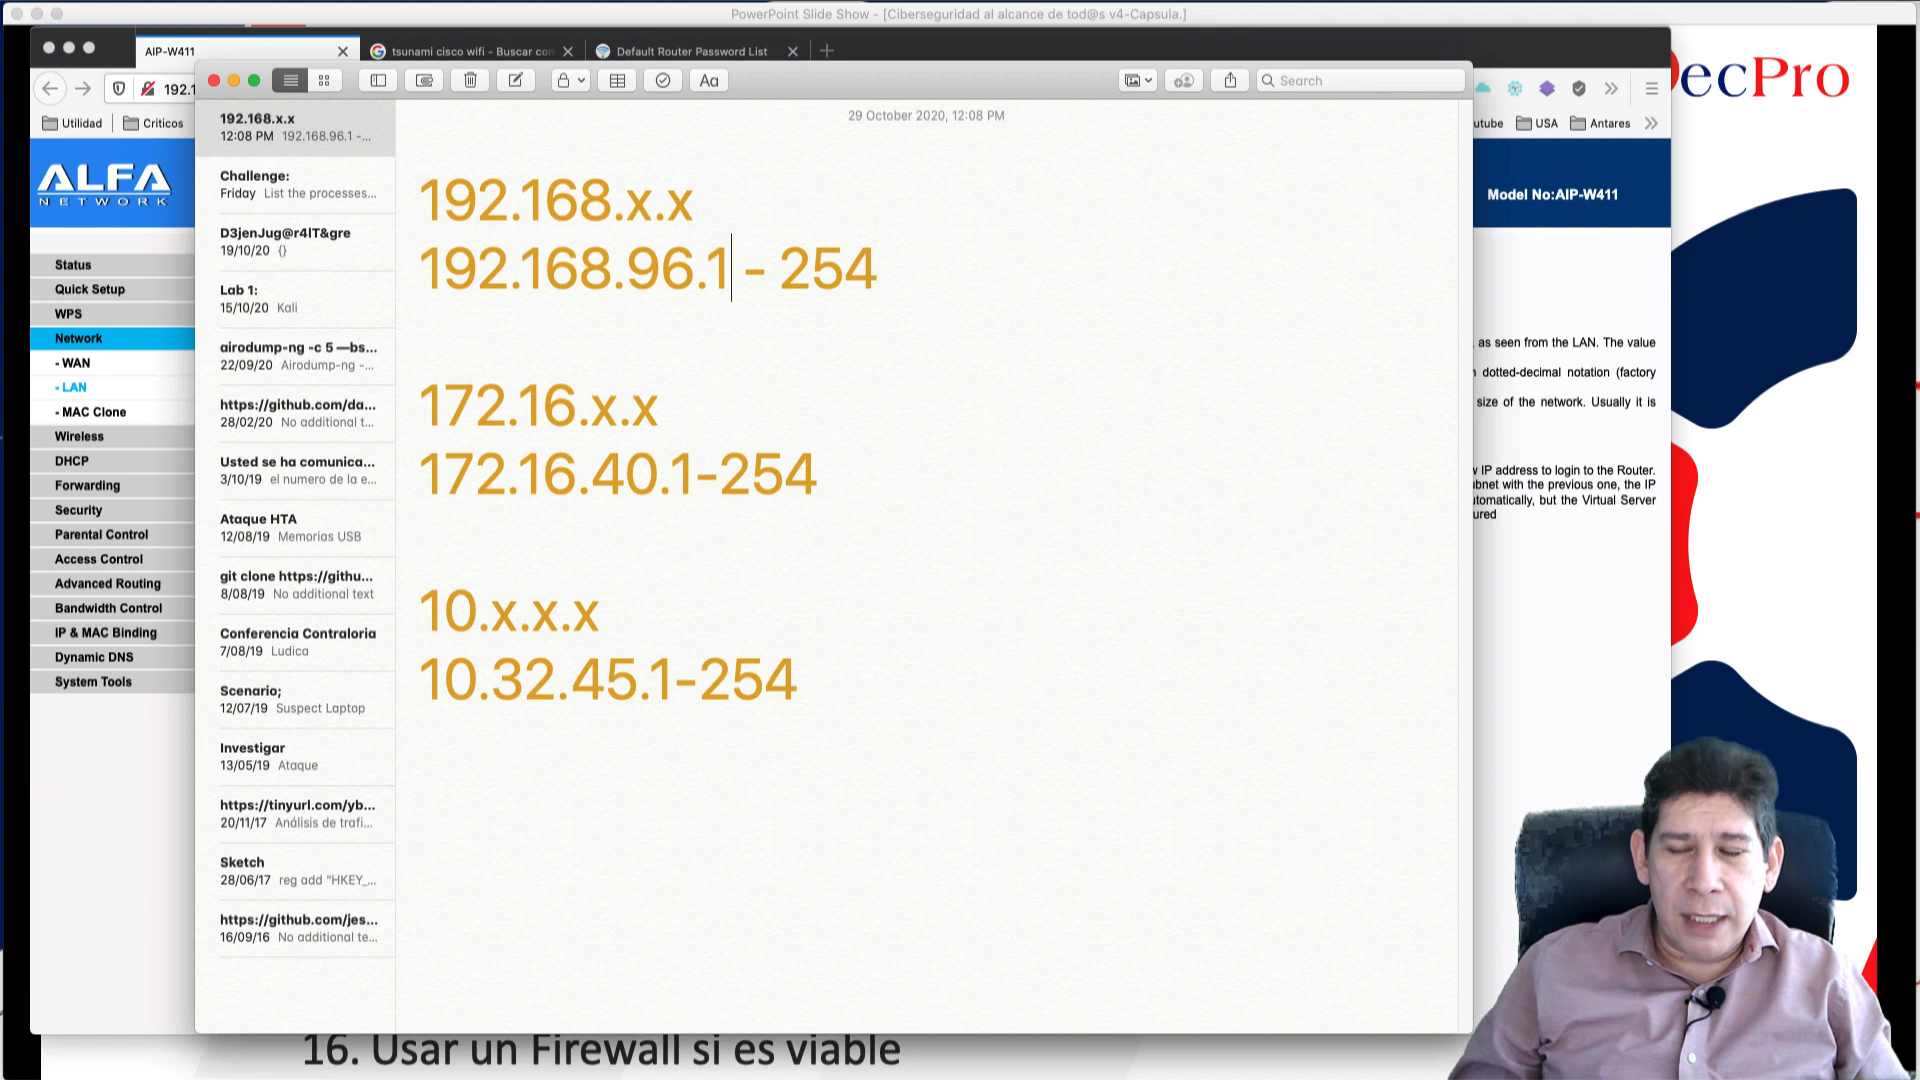 PowerPoint Slide Show - [Ciberseguridad al alcance de tod@s v4-Capsula.]
AIP-W411
tsunami cisco wifi - Buscar con
Default Router Password List
192.1
Search
ecPro
Utilidad
Criticos
utube
USA
Antares
ALFA
NETWORK
Model No:AIP-W411
Status
Quick Setup
WPS
Network
- WAN
- LAN
- MAC Clone
Wireless
DHCP
Forwarding
Security
Parental Control
Access Control
Advanced Routing
Bandwidth Control
IP & MAC Binding
Dynamic DNS
System Tools
192.168.x.x
12:08 PM 192.168.96.1 -...
Challenge:
Friday List the processes...
D3jenJug@r4lT&gre
19/10/20 {}
Lab 1:
15/10/20 Kali
airodump-ng -c 5 —bs...
22/09/20 Airodump-ng -...
https://github.com/da...
28/02/20 No additional t...
Usted se ha comunica...
3/10/19 el numero de la e...
Ataque HTA
12/08/19 Memorias USB
git clone https://githu...
8/08/19 No additional text
Conferencia Contraloria
7/08/19 Ludica
Scenario;
12/07/19 Suspect Laptop
Investigar
13/05/19 Ataque
https://tinyurl.com/yb...
20/11/17 Análisis de trafi...
Sketch
28/06/17 reg add "HKEY_...
https://github.com/jes...
16/09/16 No additional te...
29 October 2020, 12:08 PM
192.168.x.x
192.168.96.1 - 254
172.16.x.x
172.16.40.1-254
10.x.x.x
10.32.45.1-254
, as seen from the LAN. The value
dotted-decimal notation (factory
size of the network. Usually it is
IP address to login to the Router.
bnet with the previous one, the IP
tomatically, but the Virtual Server
ured
16. Usar un Firewall si es viable